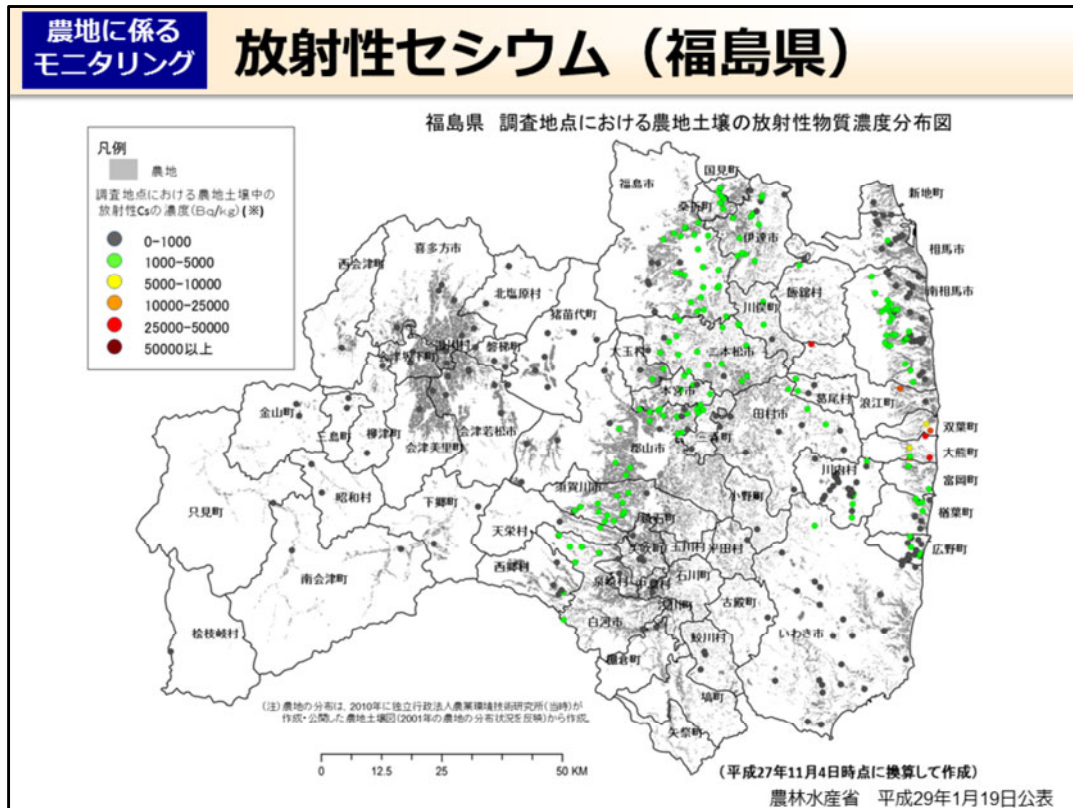 農地に係る
モニタリング
放射性セシウム（福島県）
福島県 調査地点における農地土壌の放射性物質濃度分布図
凡例
農地
調査地点における農地土壌中の
放射性Csの濃度(Bq/kg)(※)
0-1000
1000-5000
5000-10000
10000-25000
25000-50000
50000以上
国見町
福島市
新地町
桑折町
伊達市
相馬市
喜多方市
西会津町
北塩原村
飯舘村
南相馬市
川俣町
猪苗代町
磐梯町
大玉村
二本松市
会津坂下町
本宮市
葛尾村
浪江町
金山町
田村市
双葉町
三島町
柳津町
会津若松市
三春町
大熊町
会津美里町
郡山市
川内村
富岡町
昭和村
須賀川市
小野町
只見町
下郷町
楢葉町
天栄村
鏡石町
広野町
矢吹町
玉川村
平田村
西郷村
南会津町
泉崎村
石川町
古殿町
白河市
いわき市
檜枝岐村
鮫川村
棚倉町
塙町
矢祭町
(注)農地の分布は、2010年に独立行政法人農業環境技術研究所(当時)が
作成・公開した農地土壌図(2001年の農地の分布状況を反映)から作成。
0 12.5 25 50 KM
(平成27年11月4日時点に換算して作成)
農林水産省 平成29年1月19日公表